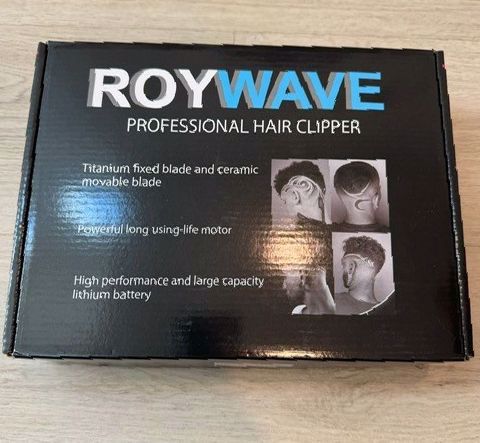 ROYWAVE
PROFESSIONAL HAIR CLIPPER
Titanium fixed blade and ceramic
movable blade
Powerful long using-life motor
High performance and large capacity
lithium battery